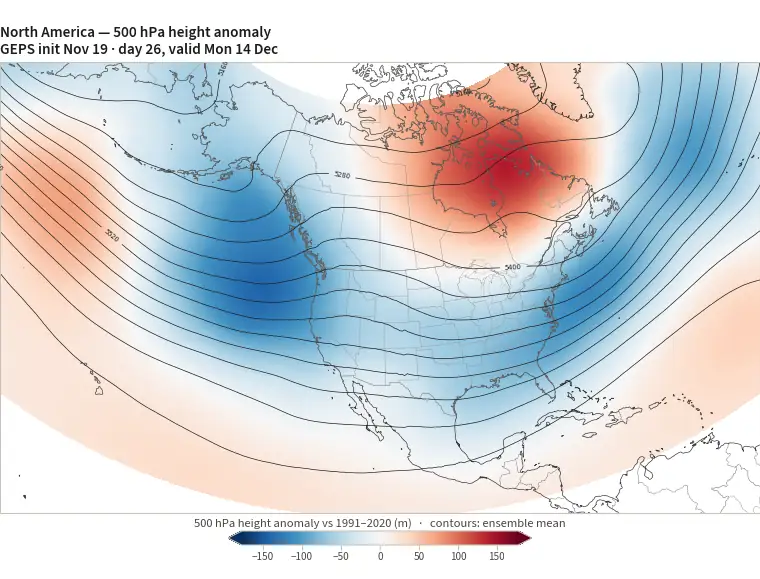 North America — 500 hPa height anomaly
GEPS init Nov 19 · day 26, valid Mon 14 Dec
5160
5280
5520
5400
500 hPa height anomaly vs 1991–2020 (m) · contours: ensemble mean
−150 −100 −50 0 50 100 150